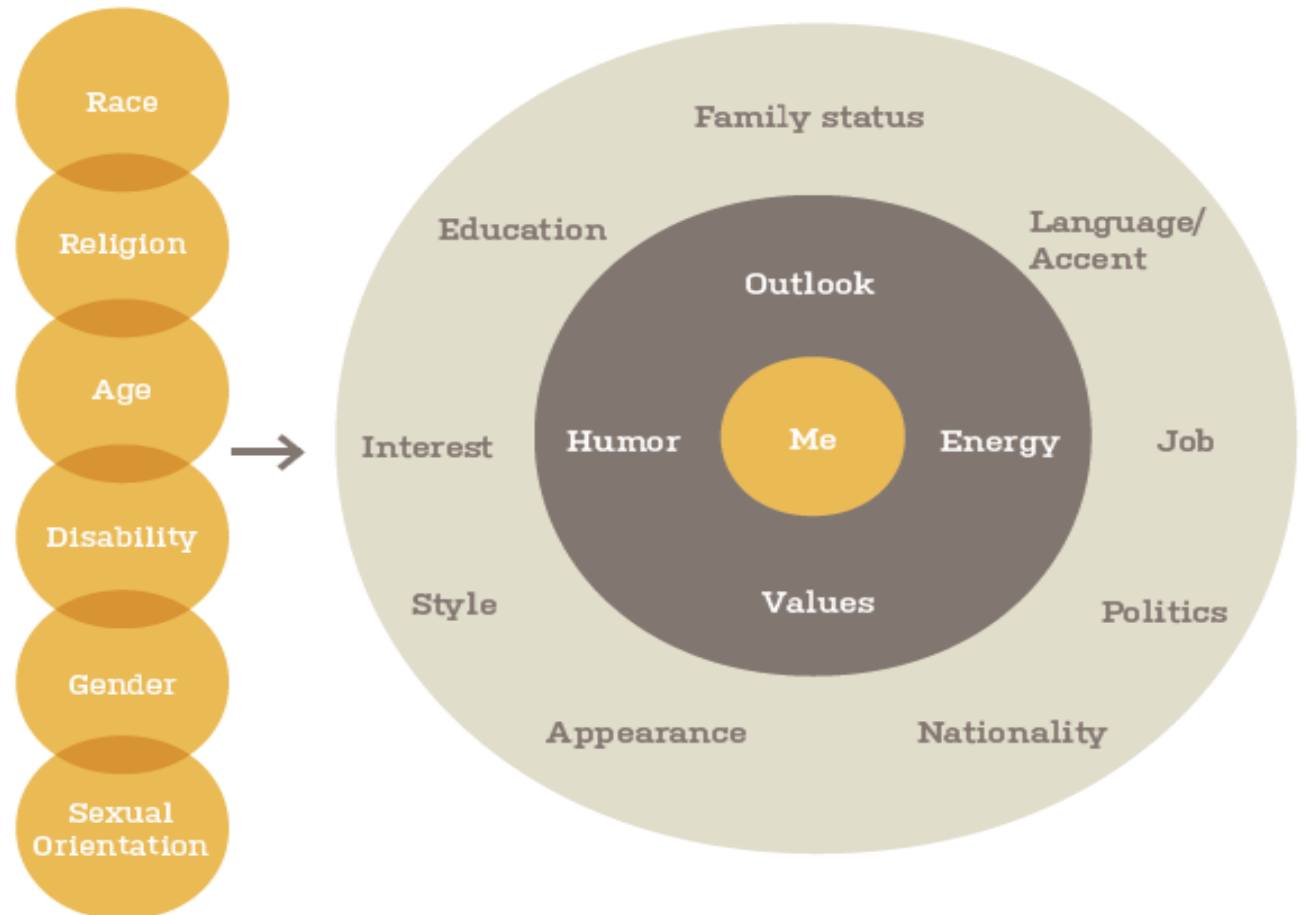 Race
Religion
Age
Disability
Gender
Sexual
Orientation
Family status
Education
Language/
Accent
Outlook
Interest
Humor
Me
Energy
Job
Style
Values
Politics
Appearance
Nationality